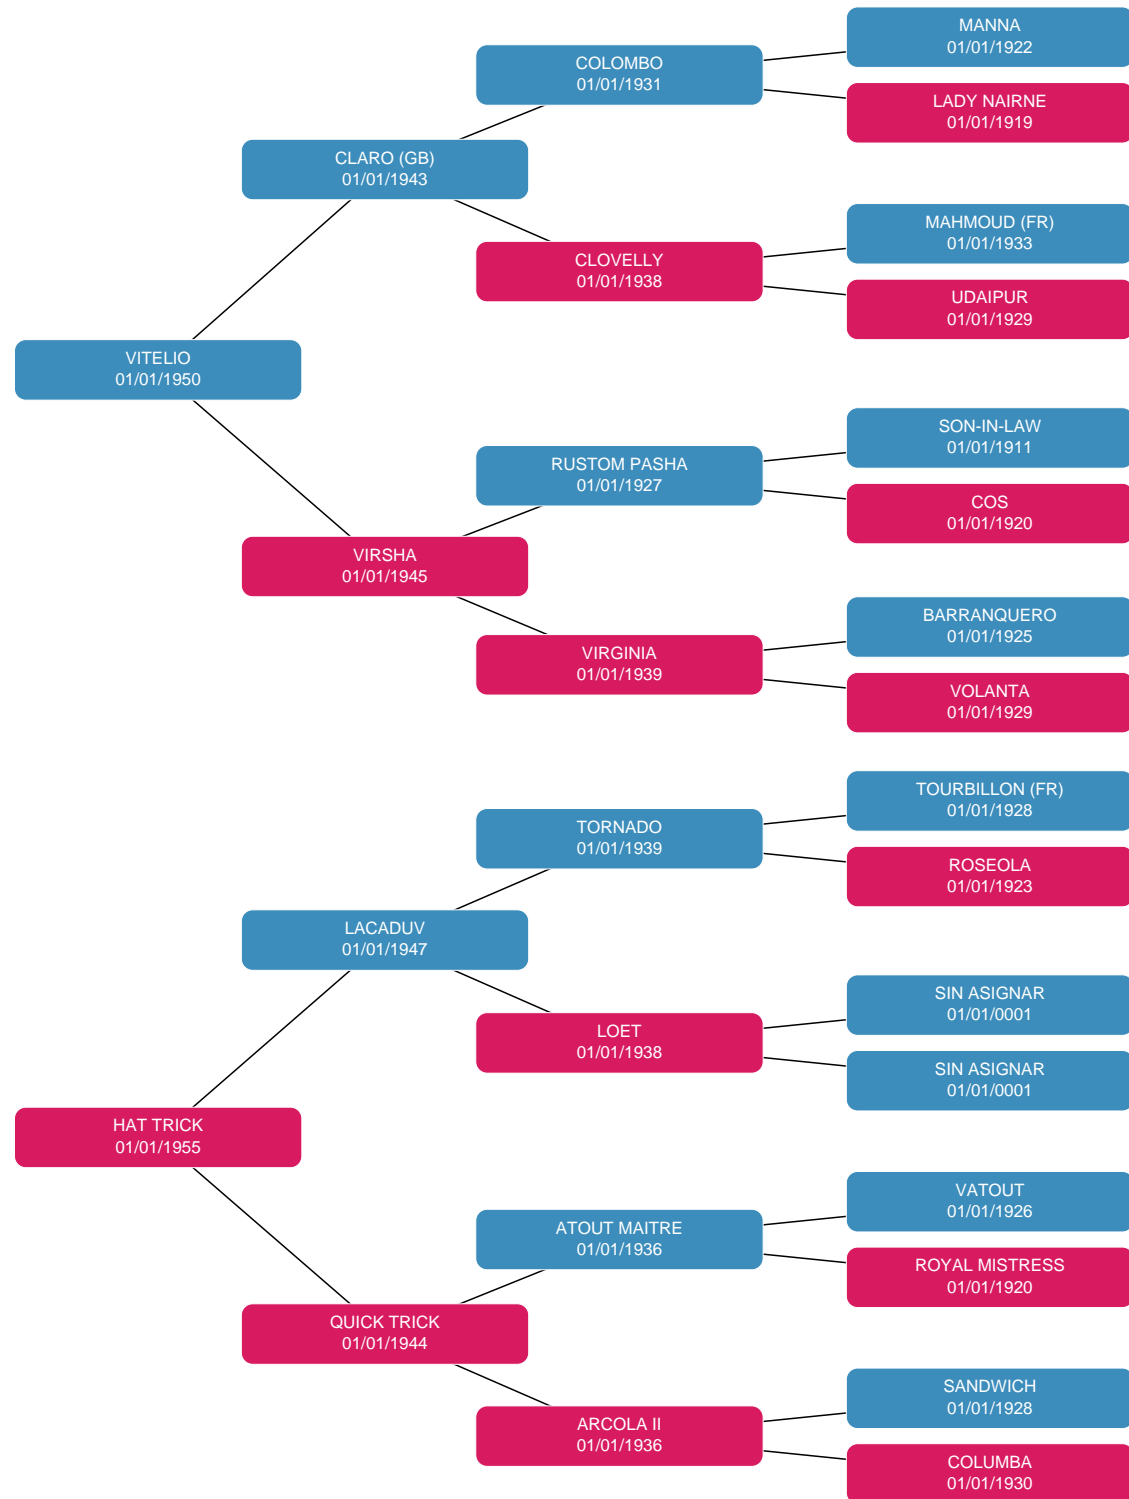 MANNA
01/01/1922
COLOMBO
01/01/1931
LADY NAIRNE
01/01/1919
CLARO (GB)
01/01/1943
MAHMOUD (FR)
01/01/1933
CLOVELLY
01/01/1938
UDAIPUR
01/01/1929
VITELIO
01/01/1950
SON-IN-LAW
01/01/1911
RUSTOM PASHA
01/01/1927
COS
01/01/1920
VIRSHA
01/01/1945
BARRANQUERO
01/01/1925
VIRGINIA
01/01/1939
VOLANTA
01/01/1929
TOURBILLON (FR)
01/01/1928
TORNADO
01/01/1939
ROSEOLA
01/01/1923
LACADUV
01/01/1947
SIN ASIGNAR
01/01/0001
LOET
01/01/1938
SIN ASIGNAR
01/01/0001
HAT TRICK
01/01/1955
VATOUT
01/01/1926
ATOUT MAITRE
01/01/1936
ROYAL MISTRESS
01/01/1920
QUICK TRICK
01/01/1944
SANDWICH
01/01/1928
ARCOLA II
01/01/1936
COLUMBA
01/01/1930